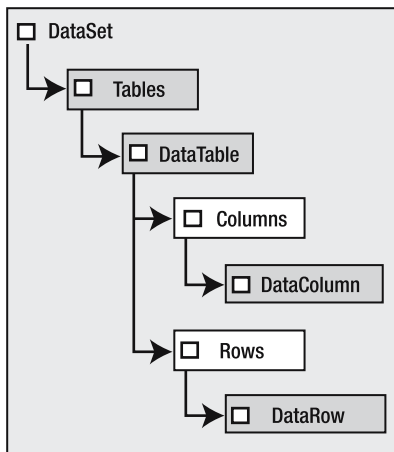 DataSet
Tables
DataTable
Columns
DataColumn
Rows
DataRow